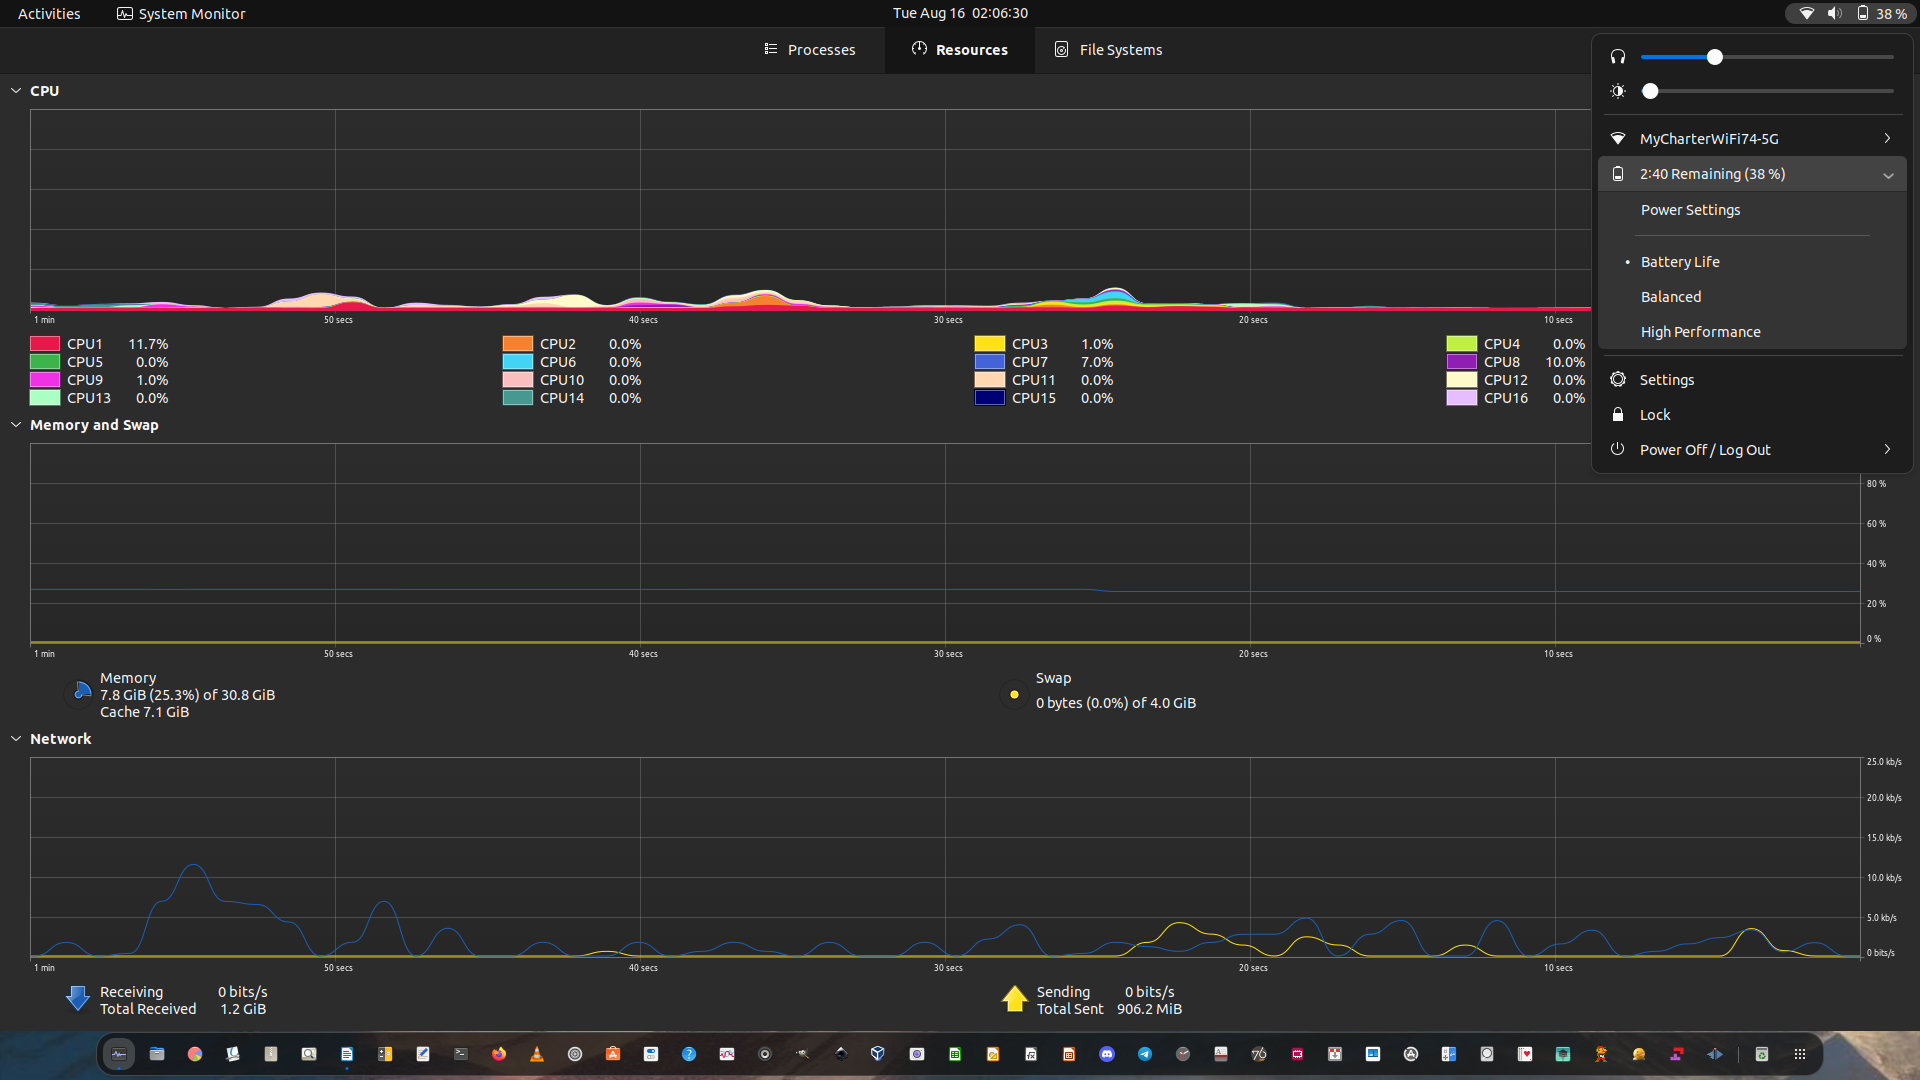 Activities
System Monitor
Tue Aug 16 02:06:30
38 %
Processes
Resources
File Systems
CPU
1 min
50 secs
40 secs
30 secs
20 secs
10 secs
CPU1 11.7%
CPU2 0.0%
CPU3 1.0%
CPU4 0.0%
CPU5 0.0%
CPU6 0.0%
CPU7 7.0%
CPU8 10.0%
CPU9 1.0%
CPU10 0.0%
CPU11 0.0%
CPU12 0.0%
CPU13 0.0%
CPU14 0.0%
CPU15 0.0%
CPU16 0.0%
MyCharterWiFi74-5G
2:40 Remaining (38 %)
Power Settings
Battery Life
Balanced
High Performance
Settings
Lock
Power Off / Log Out
Memory and Swap
80 %
60 %
40 %
20 %
0 %
1 min
50 secs
40 secs
30 secs
20 secs
10 secs
Memory
7.8 GiB (25.3%) of 30.8 GiB
Cache 7.1 GiB
Swap
0 bytes (0.0%) of 4.0 GiB
Network
25.0 kb/s
20.0 kb/s
15.0 kb/s
10.0 kb/s
5.0 kb/s
0 bits/s
1 min
50 secs
40 secs
30 secs
20 secs
10 secs
Receiving 0 bits/s
Total Received 1.2 GiB
Sending 0 bits/s
Total Sent 906.2 MiB
76